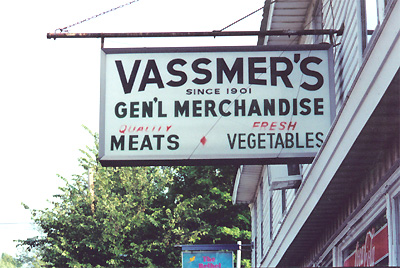 VASSMER'S
SINCE 1901
GEN'L MERCHANDISE
QUALITY FRESH
MEATS ♦ VEGETABLES